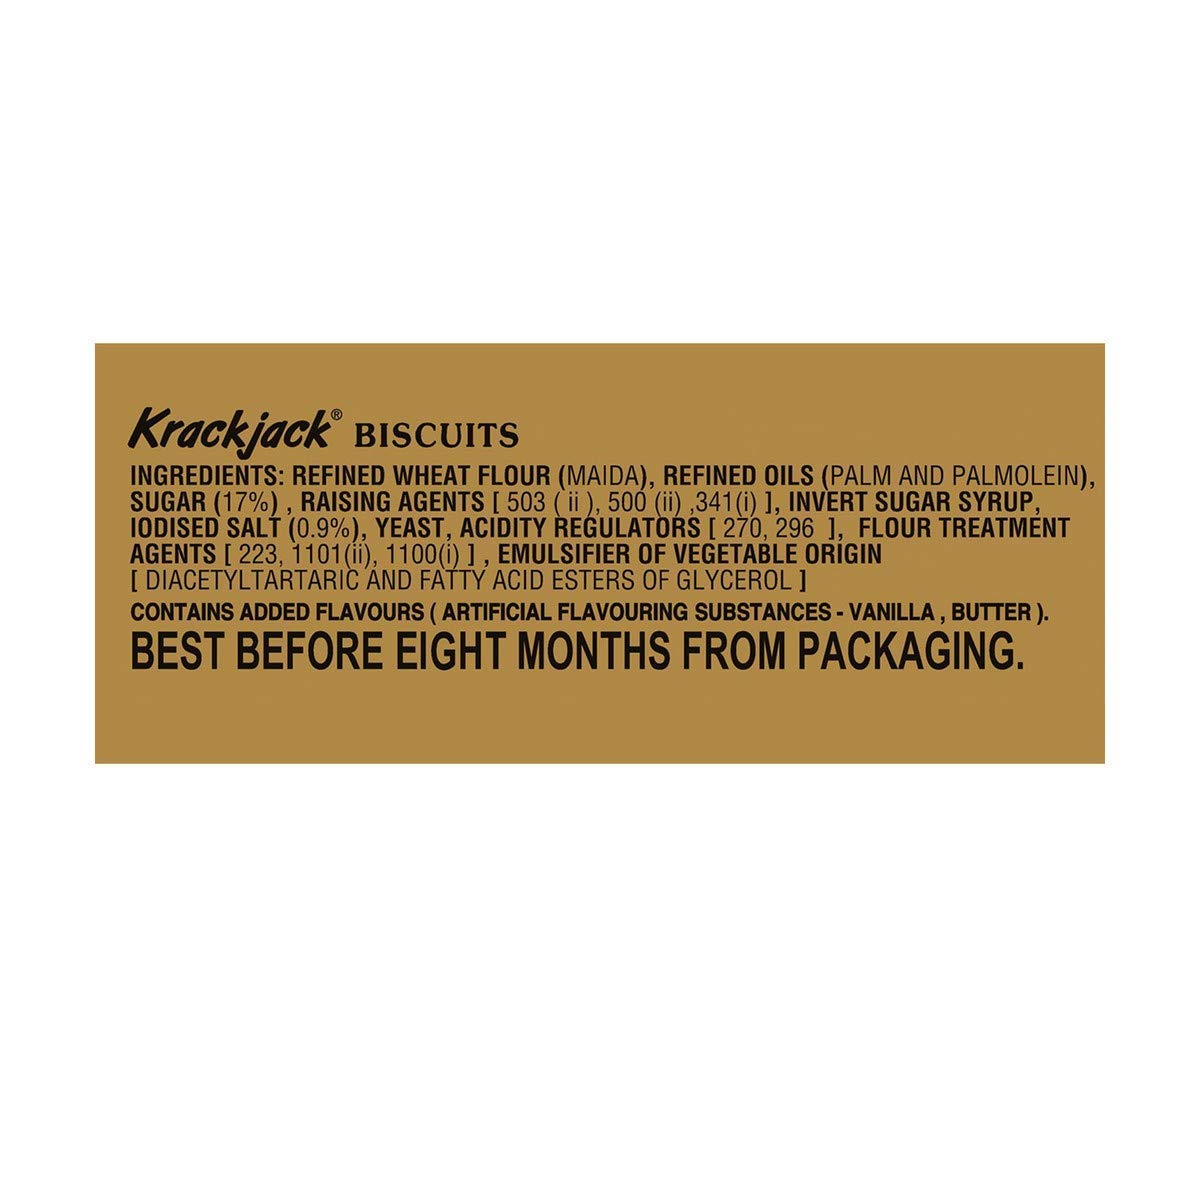 Krackjack® BISCUITS
INGREDIENTS: REFINED WHEAT FLOUR (MAIDA), REFINED OILS (PALM AND PALMOLEIN),
SUGAR (17%) , RAISING AGENTS [ 503 ( ii ), 500 (ii) ,341(i) ], INVERT SUGAR SYRUP,
IODISED SALT (0.9%), YEAST, ACIDITY REGULATORS [ 270, 296 ], FLOUR TREATMENT
AGENTS [ 223, 1101(ii), 1100(i) ] , EMULSIFIER OF VEGETABLE ORIGIN
[ DIACETYLTARTARIC AND FATTY ACID ESTERS OF GLYCEROL ]
CONTAINS ADDED FLAVOURS ( ARTIFICIAL FLAVOURING SUBSTANCES - VANILLA , BUTTER ).
BEST BEFORE EIGHT MONTHS FROM PACKAGING.